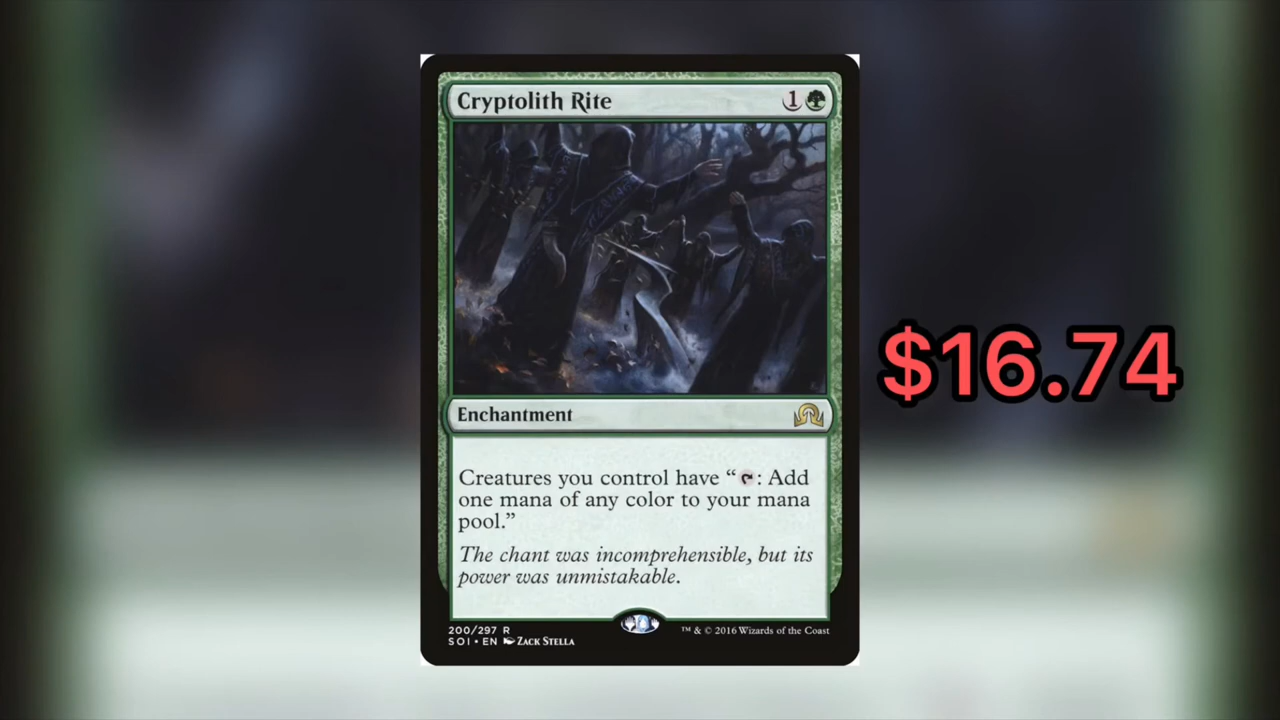 Cryptolith Rite 1
$16.74
Enchantment
Creatures you control have “: Add
one mana of any color to your mana
pool.”
The chant was incomprehensible, but its
power was unmistakable.
200/297 R
SOI • EN ZACK STELLA
™ & © 2016 Wizards of the Coast